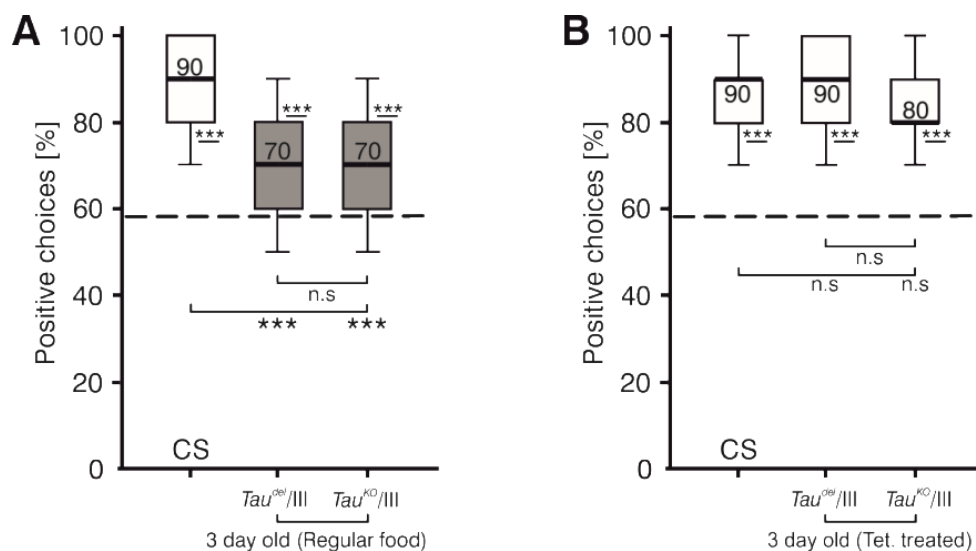 A
Positive choices [%]
100
80
60
40
20
0
90
***
***
70
***
70
n.s
*** ***
CS
Tau^del/III Tau^KO/III
3 day old (Regular food)
B
Positive choices [%]
100
80
60
40
20
0
90
***
90
***
80
***
n.s
n.s n.s
CS
Tau^del/III Tau^KO/III
3 day old (Tet. treated)